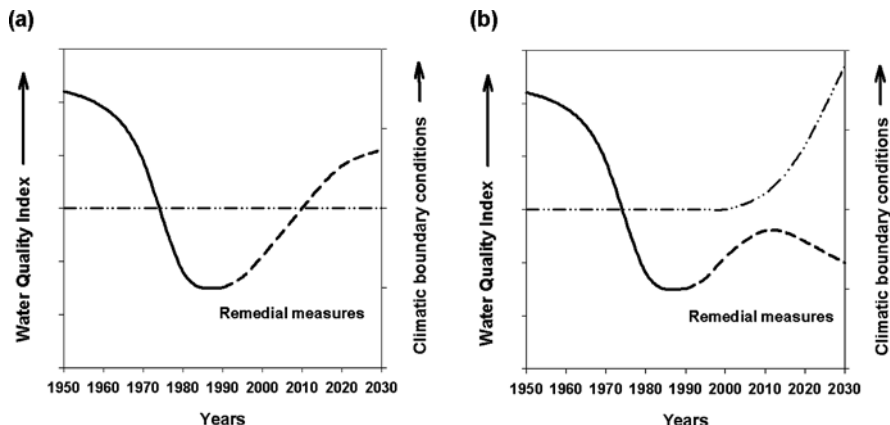 (a)
Water Quality Index
Climatic boundary conditions
Remedial measures
1950 1960 1970 1980 1990 2000 2010 2020 2030
Years
(b)
Water Quality Index
Climatic boundary conditions
Remedial measures
1950 1960 1970 1980 1990 2000 2010 2020 2030
Years